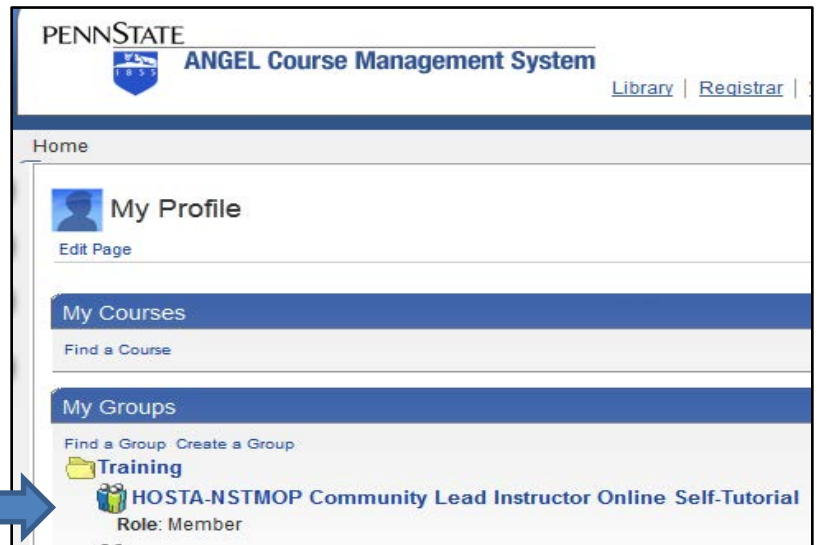 PENNSTATE
1855
ANGEL Course Management System
Library | Registrar |
Home
My Profile
Edit Page
My Courses
Find a Course
My Groups
Find a Group Create a Group
Training
HOSTA-NSTMOP Community Lead Instructor Online Self-Tutorial
Role: Member